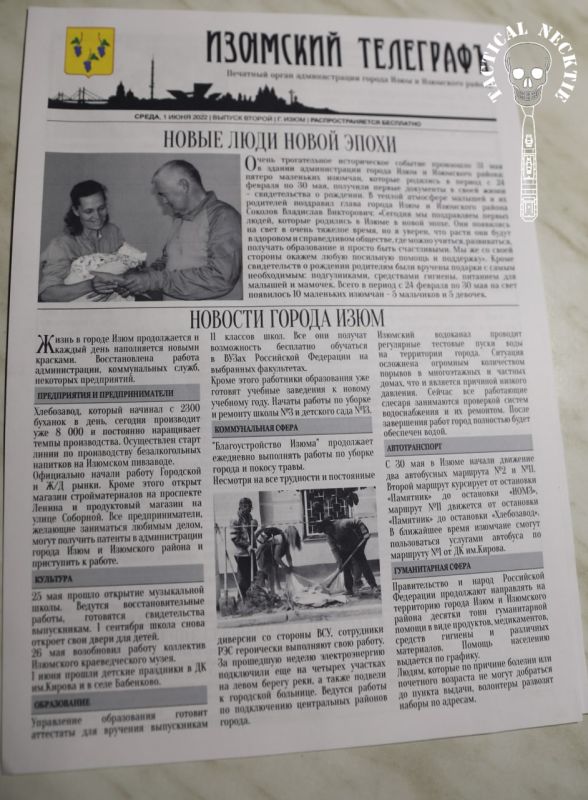 ИЗЮМСКИЙ ТЕЛЕГРАФЪ
Печатный орган администрации города Изюм и Изюмского района
СРЕДА, 1 ИЮНЯ 2022 | ВЫПУСК ВТОРОЙ | Г. ИЗЮМ | РАСПРОСТРАНЯЕТСЯ БЕСПЛАТНО
TACTICAL NECKTIE
НОВЫЕ ЛЮДИ НОВОЙ ЭПОХИ
Очень трогательное историческое событие произошло 31 мая
в здании администрации города Изюм и Изюмского района:
пятеро маленьких изюмчан, которые родились в период с 24
февраля по 30 мая, получили первые документы в своей жизни
- свидетельства о рождении. В теплой атмосфере малышей и их
родителей поздравил глава города Изюм и Изюмского района
Соколов Владислав Викторович: «Сегодня мы поздравляем первых
людей, которые родились в Изюме в новой эпохе. Они появились
на свет в очень тяжелое время, но я уверен, что расти они будут
в здоровом и справедливом обществе, где можно учиться, развиваться,
получать образование и просто быть счастливыми. Мы же со своей
стороны окажем любую посильную помощь и поддержку». Кроме
свидетельств о рождении родителям были вручены подарки с самым
необходимым: подгузниками, средствами гигиены, питанием для
малышей и мамочек. Всего в период с 24 февраля по 30 мая на свет
появилось 10 маленьких изюмчан - 5 мальчиков и 5 девочек.
НОВОСТИ ГОРОДА ИЗЮМ
Жизнь в городе Изюм продолжается и
каждый день наполняется новыми
красками. Восстановлена работа
администрации, коммунальных служб,
некоторых предприятий.
ПРЕДПРИЯТИЯ И ПРЕДПРИНИМАТЕЛИ
Хлебозавод, который начинал с 2300
буханок в день, сегодня производит
уже 8 000 и постоянно наращивает
темпы производства. Осуществлен старт
линии по производству безалкогольных
напитков на Изюмском пивзаводе.
Официально начали работу Городской
и Ж/Д рынки. Кроме этого открыт
магазин стройматериалов на проспекте
Ленина и продуктовый магазин на
улице Соборной. Все предприниматели,
желающие заниматься любимым делом,
могут получить патенты в администрации
города Изюм и Изюмского района и
приступить к работе.
КУЛЬТУРА
25 мая прошло открытие музыкальной
школы. Ведутся восстановительные
работы, готовятся свидетельства
выпускникам. 1 сентября школа снова
откроет свои двери для детей.
26 мая возобновил работу коллектив
Изюмского краеведческого музея.
1 июня прошли детские праздники в ДК
им.Кирова и в селе Бабенково.
ОБРАЗОВАНИЕ
Управление образования готовит
аттестаты для вручения выпускникам
11 классов школ. Все они получат
возможность бесплатно обучаться
в ВУЗах Российской Федерации на
выбранных факультетах.
Кроме этого работники образования уже
готовят учебные заведения к новому
учебному году. Начаты работы по уборке
и ремонту школы №3 и детского сада №13.
КОММУНАЛЬНАЯ СФЕРА
"Благоустройство Изюма" продолжает
ежедневно выполнять работы по уборке
города и покосу травы.
Несмотря на все трудности и постоянные
диверсии со стороны ВСУ, сотрудники
РЭС героически выполняют свою работу.
За прошедшую неделю электроэнергию
подключили еще на четырех участках
на левом берегу реки, а также подвели
к городской больнице. Ведутся работы
по подключению центральных районов
города.
Изюмский водоканал проводит
регулярные тестовые пуски воды
на территории города. Ситуация
осложнена огромным количеством
порывов в многоэтажных и частных
домах, что и является причиной низкого
давления. Сейчас все работающие
слесаря занимаются проверкой систем
водоснабжения и их ремонтом. После
завершения работ город полностью будет
обеспечен водой.
АВТОТРАНСПОРТ
С 30 мая в Изюме начали движение
два автобусных маршрута №2 и №11.
Второй маршрут курсирует от остановки
«Памятник» до остановки «ИОМЗ»,
маршрут №11 движется от остановки
«Памятник» до остановки «Хлебозавод».
В ближайшее время изюмчане смогут
пользоваться услугами автобуса по
маршруту №1 от ДК им.Кирова.
ГУМАНИТАРНАЯ СФЕРА
Правительство и народ Российской
Федерации продолжают направлять на
территорию города Изюм и Изюмского
района десятки тонн гуманитарной
помощи в виде продуктов, медикаментов,
средств гигиены и различных
материалов. Помощь населению
выдается по графику.
Людям, которые по причине болезни или
почетного возраста не могут добраться
до пункта выдачи, волонтеры развозят
наборы по адресам.